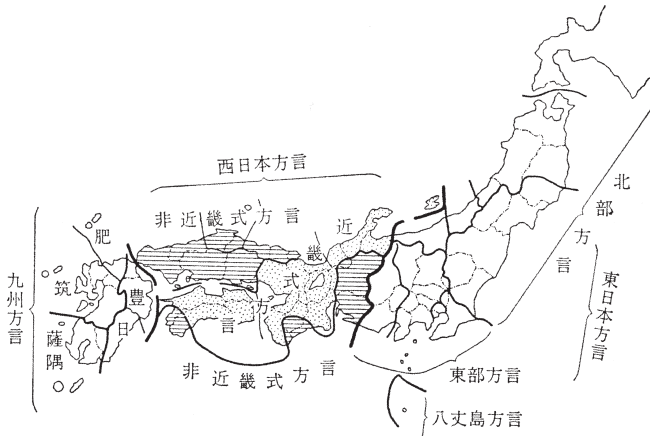 西日本方言
非近畿式方言
近畿式方言
北部方言
東日本方言
東部方言
八丈島方言
九州方言
肥筑
豊日
薩隅
非近畿式方言